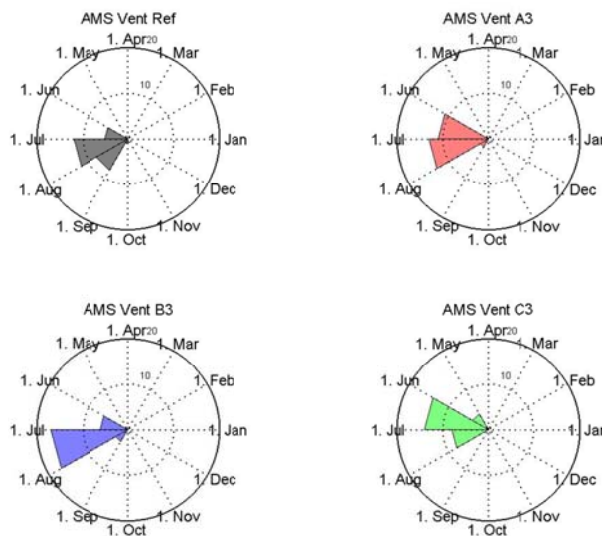 AMS Vent Ref
1. Apr
20
1. May
1. Mar
1. Jun
10
1. Feb
1. Jul
1. Jan
1. Aug
1. Dec
1. Sep
1. Nov
1. Oct
AMS Vent A3
1. Apr
20
1. May
1. Mar
1. Jun
10
1. Feb
1. Jul
1. Jan
1. Aug
1. Dec
1. Sep
1. Nov
1. Oct
AMS Vent B3
1. Apr
20
1. May
1. Mar
1. Jun
10
1. Feb
1. Jul
1. Jan
1. Aug
1. Dec
1. Sep
1. Nov
1. Oct
AMS Vent C3
1. Apr
20
1. May
1. Mar
1. Jun
10
1. Feb
1. Jul
1. Jan
1. Aug
1. Dec
1. Sep
1. Nov
1. Oct